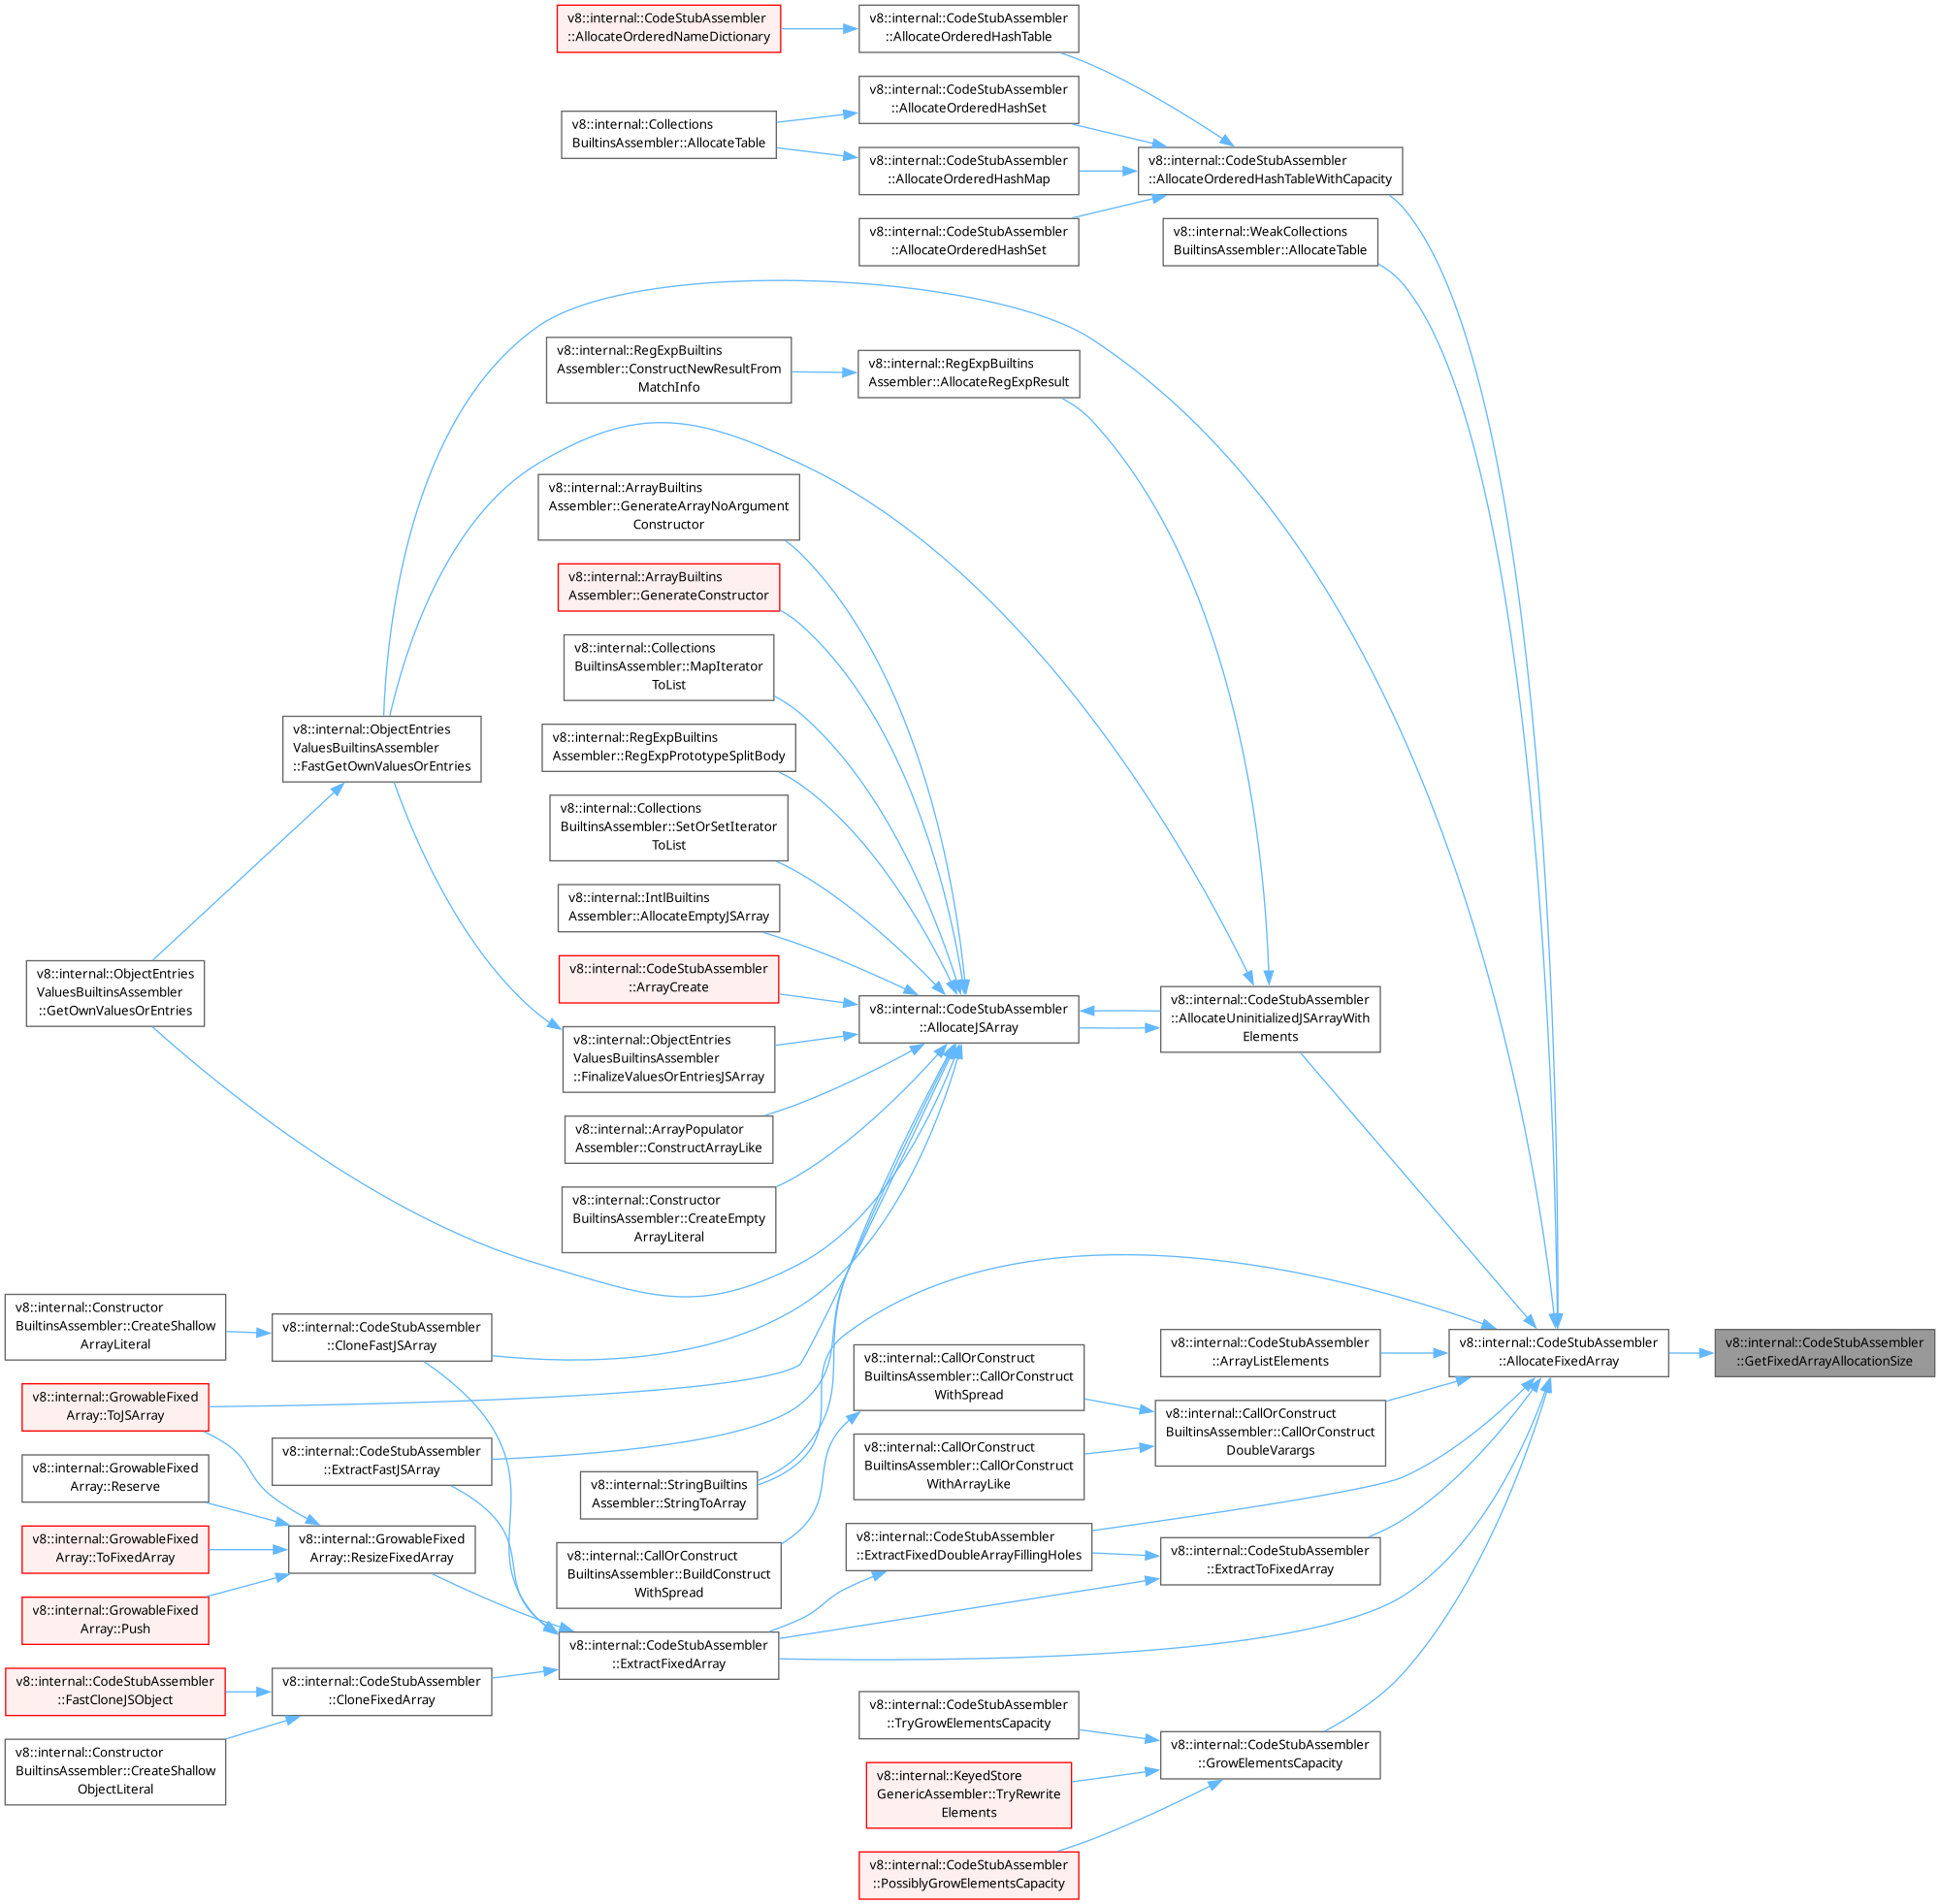 v8::internal::CodeStubAssembler
::AllocateOrderedNameDictionary
v8::internal::CodeStubAssembler
::AllocateOrderedHashTable
v8::internal::CodeStubAssembler
::AllocateOrderedHashSet
v8::internal::Collections
BuiltinsAssembler::AllocateTable
v8::internal::CodeStubAssembler
::AllocateOrderedHashMap
v8::internal::CodeStubAssembler
::AllocateOrderedHashTableWithCapacity
v8::internal::CodeStubAssembler
::AllocateOrderedHashSet
v8::internal::WeakCollections
BuiltinsAssembler::AllocateTable
v8::internal::RegExpBuiltins
Assembler::ConstructNewResultFrom
MatchInfo
v8::internal::RegExpBuiltins
Assembler::AllocateRegExpResult
v8::internal::ArrayBuiltins
Assembler::GenerateArrayNoArgument
Constructor
v8::internal::ArrayBuiltins
Assembler::GenerateConstructor
v8::internal::Collections
BuiltinsAssembler::MapIterator
ToList
v8::internal::ObjectEntries
ValuesBuiltinsAssembler
::FastGetOwnValuesOrEntries
v8::internal::RegExpBuiltins
Assembler::RegExpPrototypeSplitBody
v8::internal::Collections
BuiltinsAssembler::SetOrSetIterator
ToList
v8::internal::IntlBuiltins
Assembler::AllocateEmptyJSArray
v8::internal::ObjectEntries
ValuesBuiltinsAssembler
::GetOwnValuesOrEntries
v8::internal::CodeStubAssembler
::ArrayCreate
v8::internal::CodeStubAssembler
::AllocateJSArray
v8::internal::CodeStubAssembler
::AllocateUninitializedJSArrayWith
Elements
v8::internal::ObjectEntries
ValuesBuiltinsAssembler
::FinalizeValuesOrEntriesJSArray
v8::internal::ArrayPopulator
Assembler::ConstructArrayLike
v8::internal::Constructor
BuiltinsAssembler::CreateEmpty
ArrayLiteral
v8::internal::Constructor
BuiltinsAssembler::CreateShallow
ArrayLiteral
v8::internal::CodeStubAssembler
::CloneFastJSArray
v8::internal::CodeStubAssembler
::ArrayListElements
v8::internal::CodeStubAssembler
::AllocateFixedArray
v8::internal::CodeStubAssembler
::GetFixedArrayAllocationSize
v8::internal::CallOrConstruct
BuiltinsAssembler::CallOrConstruct
WithSpread
v8::internal::GrowableFixed
Array::ToJSArray
v8::internal::CallOrConstruct
BuiltinsAssembler::CallOrConstruct
DoubleVarargs
v8::internal::CodeStubAssembler
::ExtractFastJSArray
v8::internal::CallOrConstruct
BuiltinsAssembler::CallOrConstruct
WithArrayLike
v8::internal::GrowableFixed
Array::Reserve
v8::internal::StringBuiltins
Assembler::StringToArray
v8::internal::GrowableFixed
Array::ToFixedArray
v8::internal::GrowableFixed
Array::ResizeFixedArray
v8::internal::CodeStubAssembler
::ExtractFixedDoubleArrayFillingHoles
v8::internal::CodeStubAssembler
::ExtractToFixedArray
v8::internal::CallOrConstruct
BuiltinsAssembler::BuildConstruct
WithSpread
v8::internal::GrowableFixed
Array::Push
v8::internal::CodeStubAssembler
::ExtractFixedArray
v8::internal::CodeStubAssembler
::FastCloneJSObject
v8::internal::CodeStubAssembler
::CloneFixedArray
v8::internal::CodeStubAssembler
::TryGrowElementsCapacity
v8::internal::Constructor
BuiltinsAssembler::CreateShallow
ObjectLiteral
v8::internal::CodeStubAssembler
::GrowElementsCapacity
v8::internal::KeyedStore
GenericAssembler::TryRewrite
Elements
v8::internal::CodeStubAssembler
::PossiblyGrowElementsCapacity